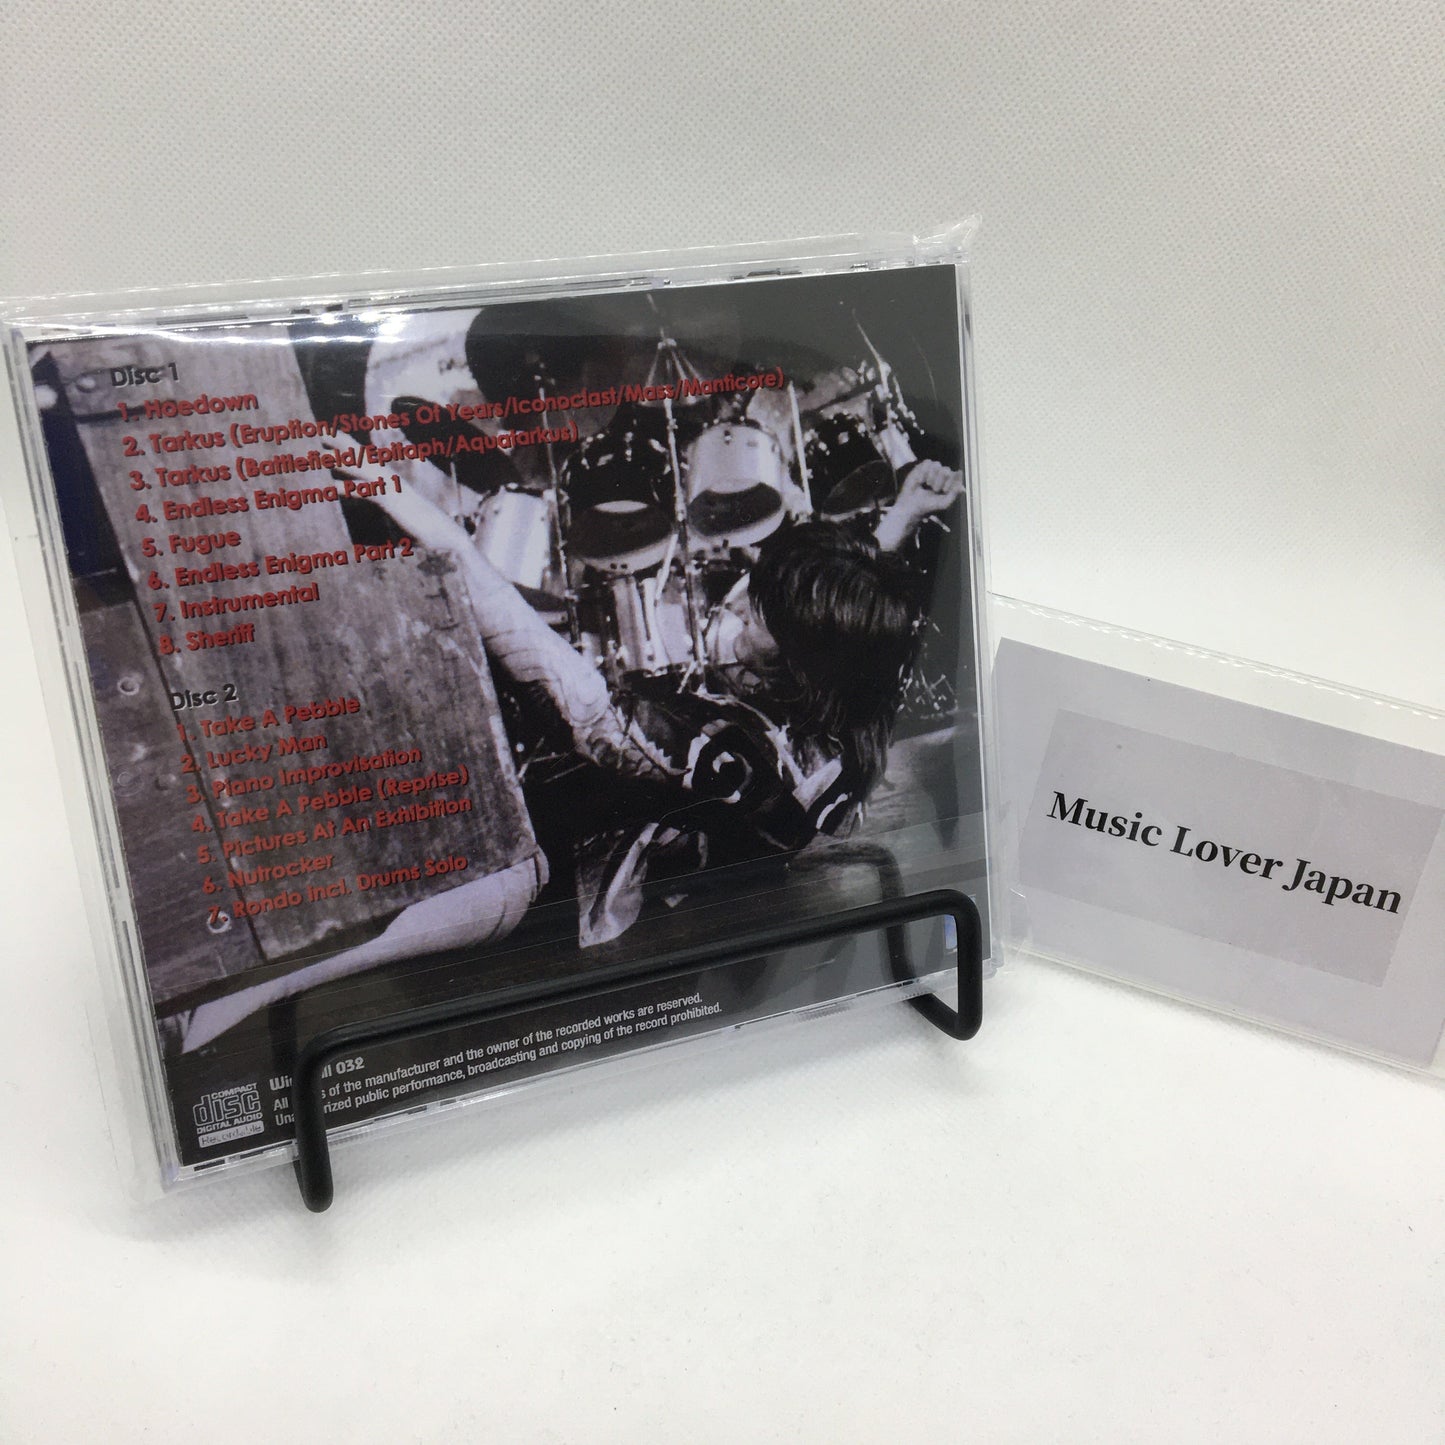 Disc 1
1. Hoedown
2. Tarkus (Eruption/Stones Of Years/Iconoclast/Mass/Manticore)
3. Tarkus (Battlefield/Epitaph/Aquatarkus)
4. Endless Enigma Part 1
5. Fugue
6. Endless Enigma Part 2
7. Instrumental
8. Sheriff
Disc 2
1. Take A Pebble
2. Lucky Man
3. Piano Improvisation
4. Take A Pebble (Reprise)
5. Pictures At An Exhibition
6. Nutrocker
7. Rondo incl. Drums Solo
COMPACT
disc
DIGITAL AUDIO
Recordable
032
All of the manufacturer and the owner of the recorded works are reserved.
public performance, broadcasting and copying of the record prohibited.
Music Lover Japan